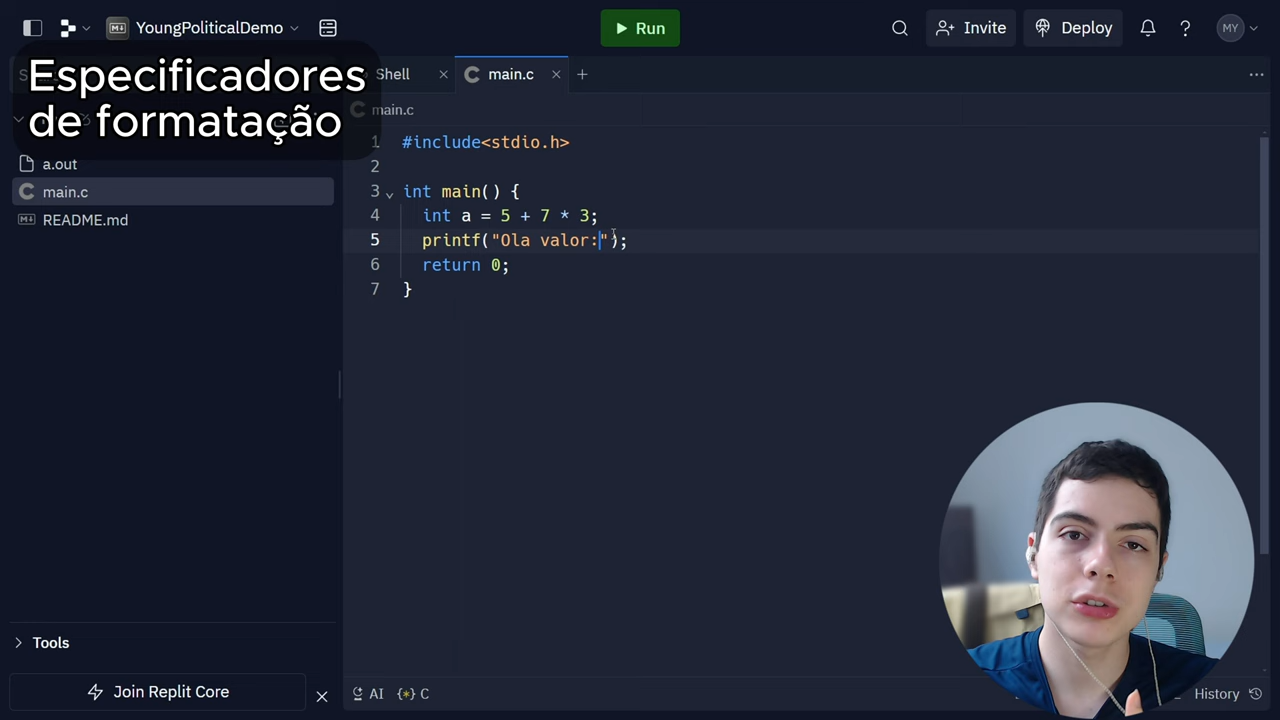 YoungPoliticalDemo
Run
Invite
Deploy
MY
Especificadores
de formatação
Shell
main.c
main.c
a.out
main.c
README.md
1 #include<stdio.h>
2
3 int main() {
4 int a = 5 + 7 * 3;
5 printf("Ola valor:");
6 return 0;
7 }
Tools
Join Replit Core
AI
{*} C
History